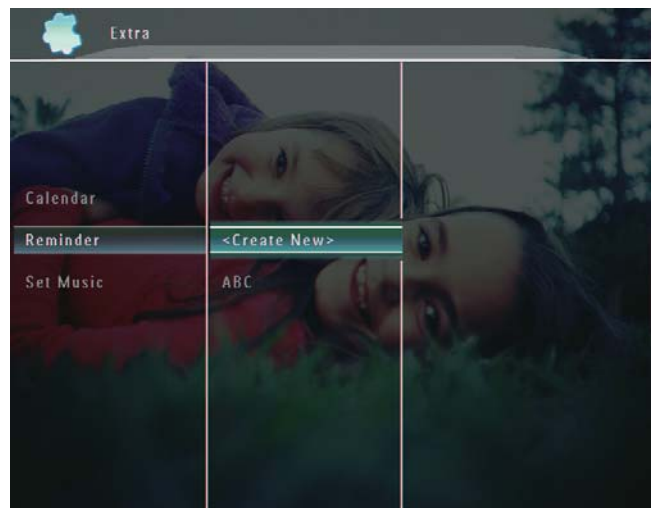 Extra
Calendar
Reminder
<Create New>
Set Music
ABC